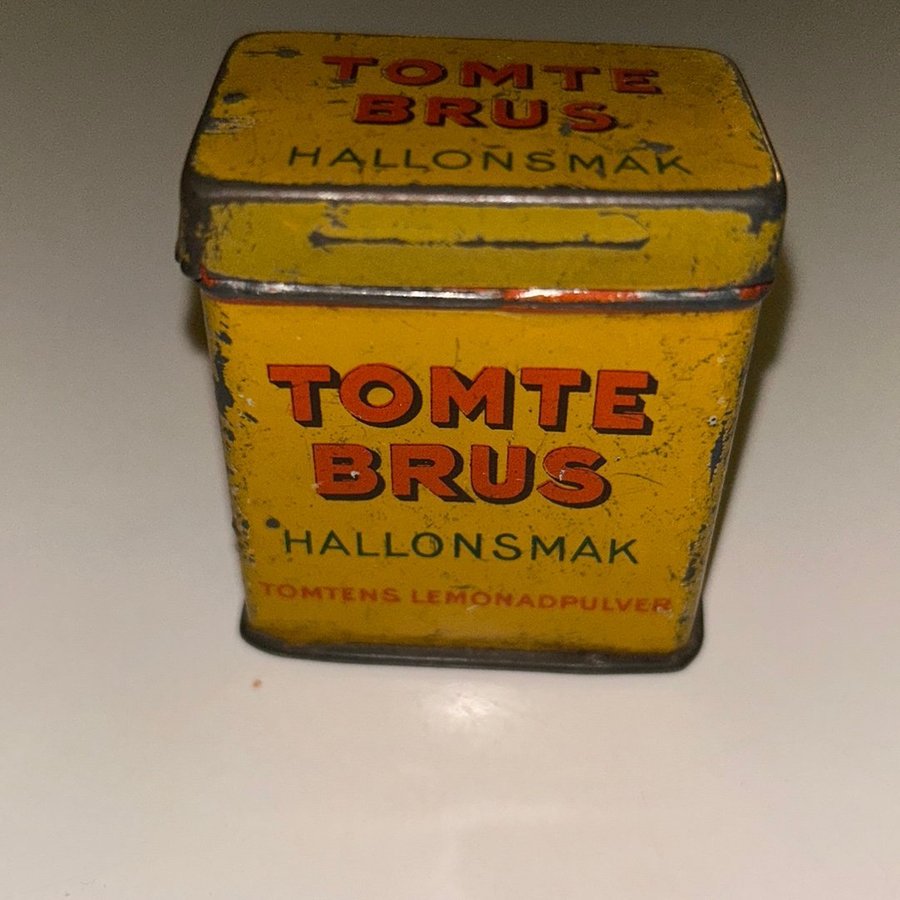 TOMTE
BRUS
HALLONSMAK
TOMTE
BRUS
HALLONSMAK
TOMTENS LEMONADPULVER